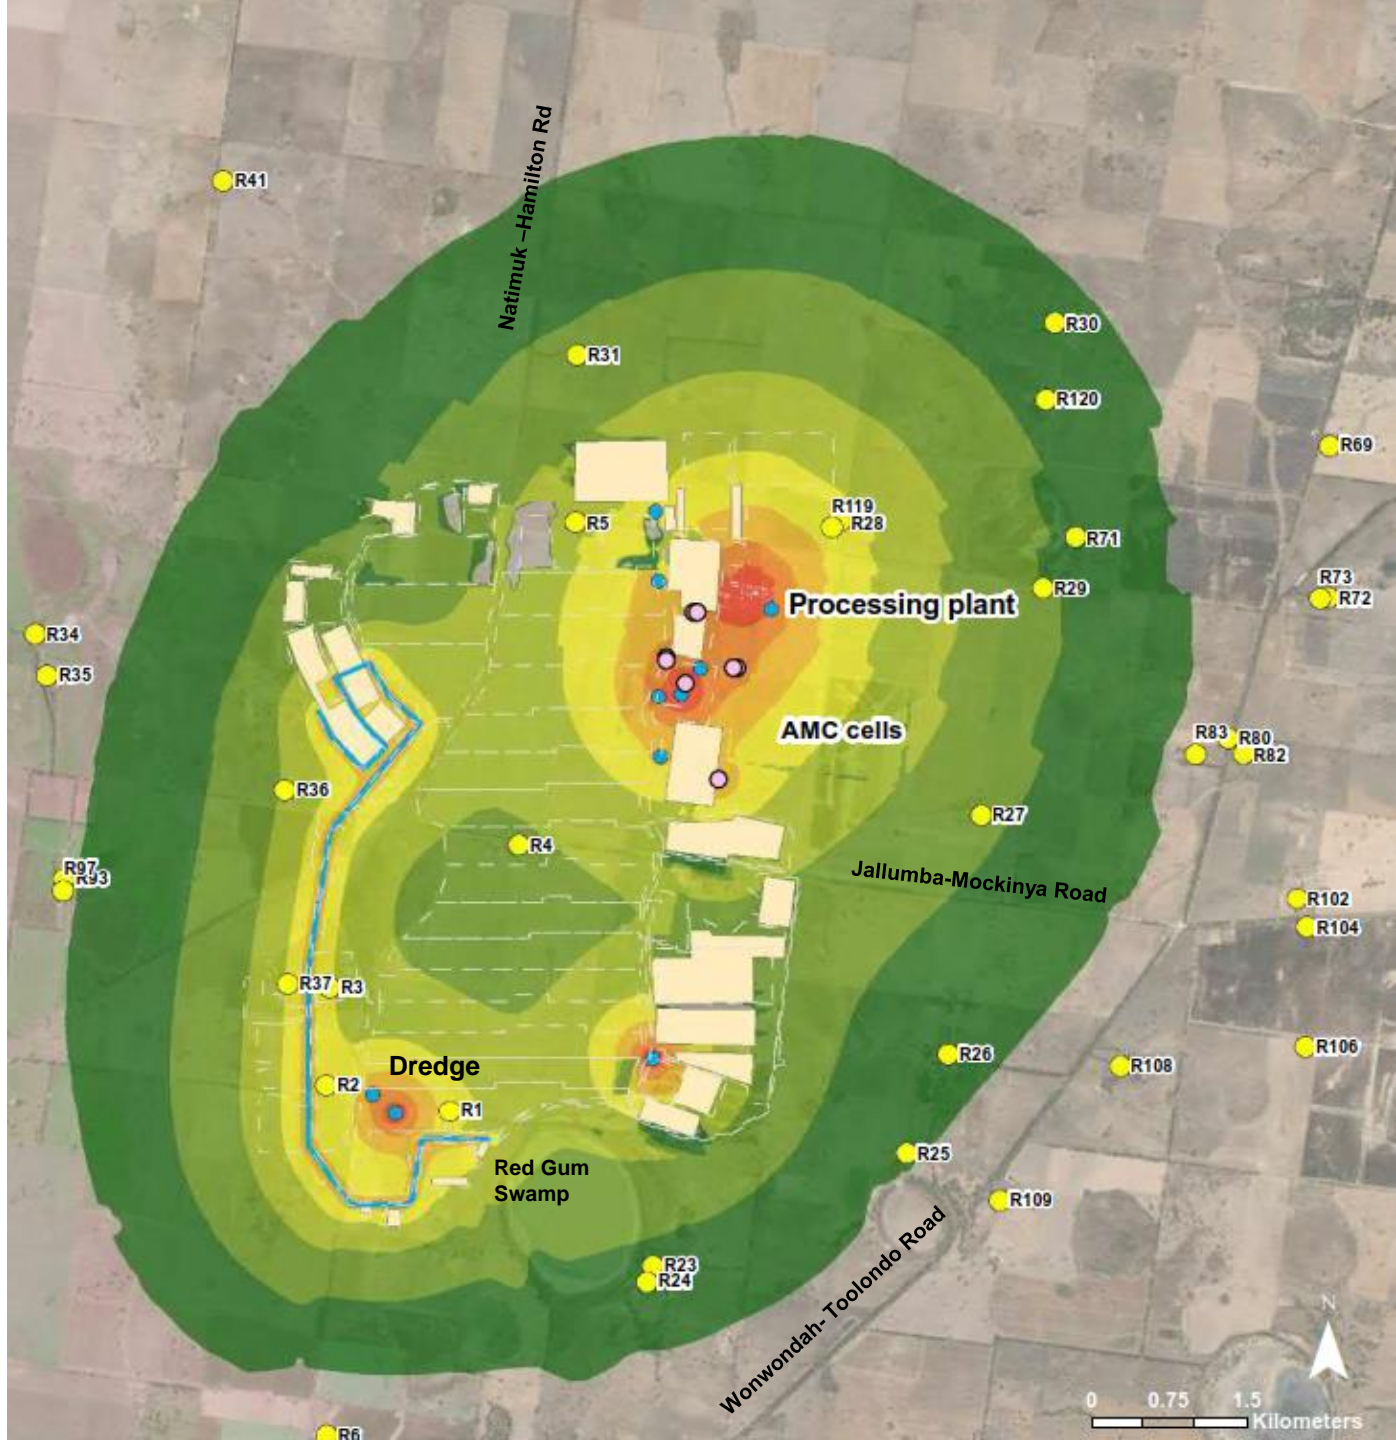 Natimuk –Hamilton Rd
R41
R30
R31
R120
R69
R119
R28
R5
R71
R73
R72
R29
Processing plant
R34
R35
AMC cells
R83
R80
R82
R36
R27
R4
Jallumba-Mockinya Road
R97
R93
R102
R104
R37
R3
R106
R26
R108
Dredge
R2
R1
R25
Red Gum
Swamp
R109
Wonwondah- Toolondo Road
R23
R24
N
0 0.75 1.5
Kilometers
R6